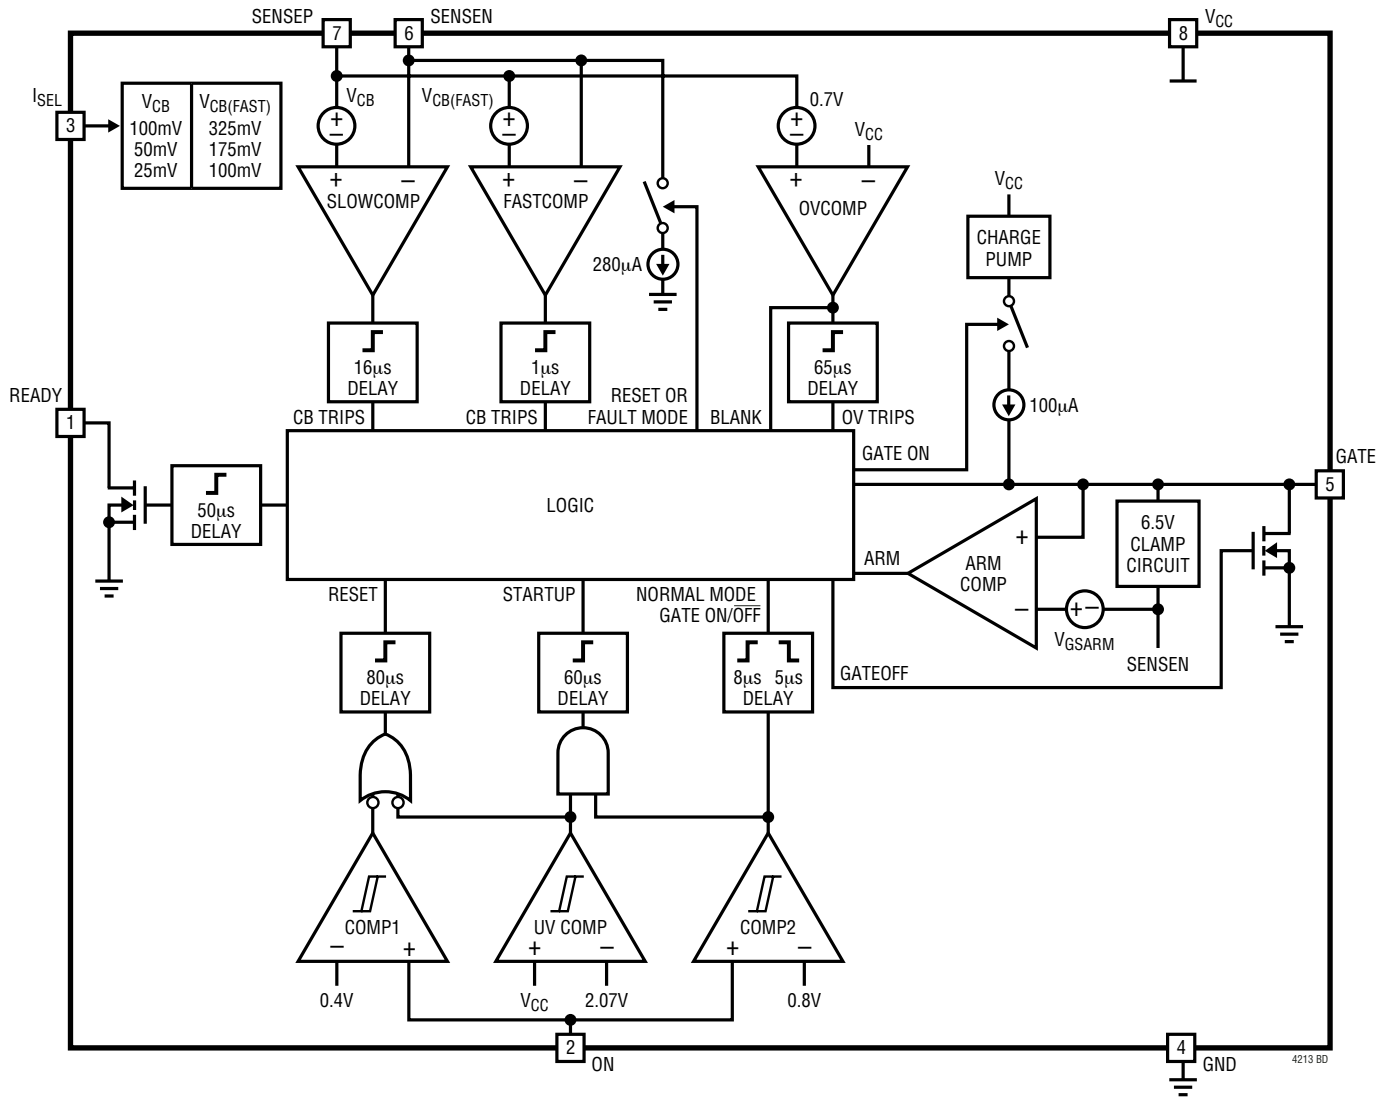 SENSEP
7
6
SENSEN
8
VCC
ISEL
3
VCB VCB(FAST)
100mV 325mV
50mV 175mV
25mV 100mV
VCB
+
–
VCB(FAST)
+
–
0.7V
+
–
VCC
+ –
SLOWCOMP
+ –
FASTCOMP
+ –
OVCOMP
280µA
VCC
CHARGE
PUMP
100µA
16µs
DELAY
1µs
DELAY
65µs
DELAY
CB TRIPS
CB TRIPS
RESET OR
FAULT MODE
BLANK
OV TRIPS
READY
1
50µs
DELAY
LOGIC
GATE ON
GATE
5
ARM
+
–
ARM
COMP
6.5V
CLAMP
CIRCUIT
+ –
VGSARM
SENSEN
GATEOFF
RESET
STARTUP
NORMAL MODE
GATE ON/O̅F̅F̅
80µs
DELAY
60µs
DELAY
8µs 5µs
DELAY
COMP1
– +
UV COMP
+ –
COMP2
+ –
0.4V
VCC
2.07V
0.8V
2
ON
4
GND
4213 BD